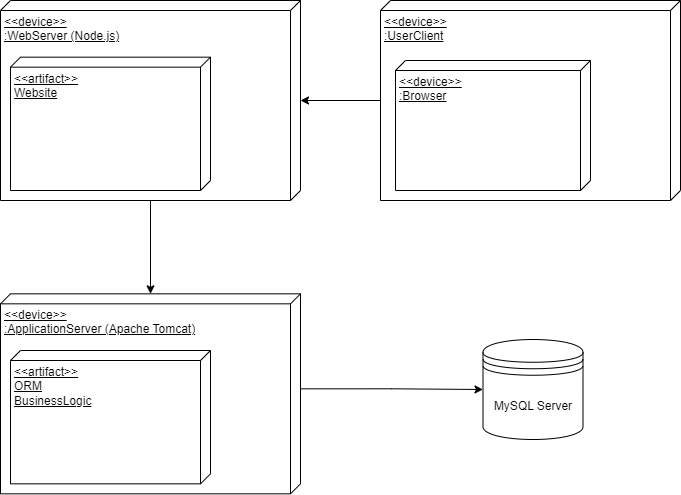 <<device>>
:WebServer (Node.js)
<<artifact>>
Website
<<device>>
:UserClient
<<device>>
:Browser
<<device>>
:ApplicationServer (Apache Tomcat)
<<artifact>>
ORM
BusinessLogic
MySQL Server